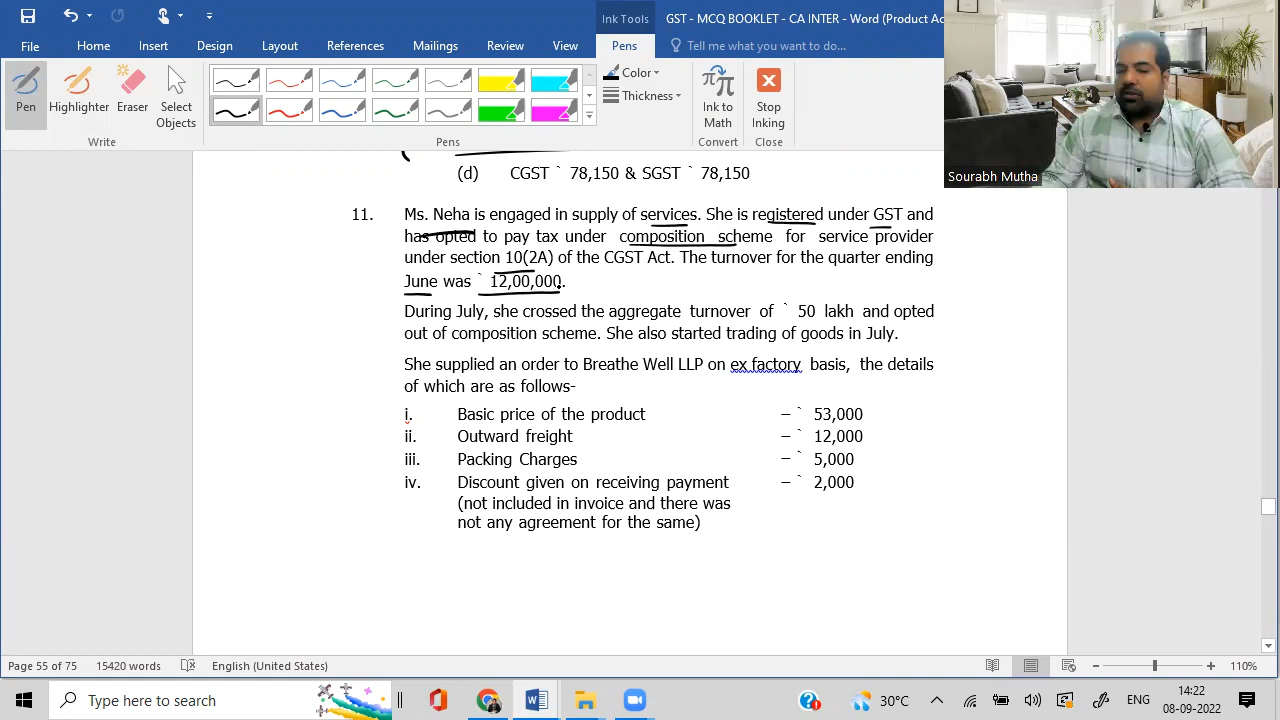 Ink Tools
GST - MCQ BOOKLET - CA INTER - Word (Product Ac
File Home Insert Design Layout References Mailings Review View Pens Tell me what you want to do...
Pen
Highlighter
Eraser
Select Objects
Color
Thickness
Ink to Math
Stop Inking
Write
Pens
Convert
Close
Sourabh Mutha
(d) CGST ` 78,150 & SGST ` 78,150
11. Ms. Neha is engaged in supply of services. She is registered under GST and
has opted to pay tax under composition scheme for service provider
under section 10(2A) of the CGST Act. The turnover for the quarter ending
June was ` 12,00,000.
During July, she crossed the aggregate turnover of ` 50 lakh and opted
out of composition scheme. She also started trading of goods in July.
She supplied an order to Breathe Well LLP on ex factory basis, the details
of which are as follows-
i. Basic price of the product – ` 53,000
ii. Outward freight – ` 12,000
iii. Packing Charges – ` 5,000
iv. Discount given on receiving payment – ` 2,000
(not included in invoice and there was
not any agreement for the same)
Page 55 of 75 15420 words English (United States) 110%
Type here to search 30°C ENG 14:22
08-09-2022